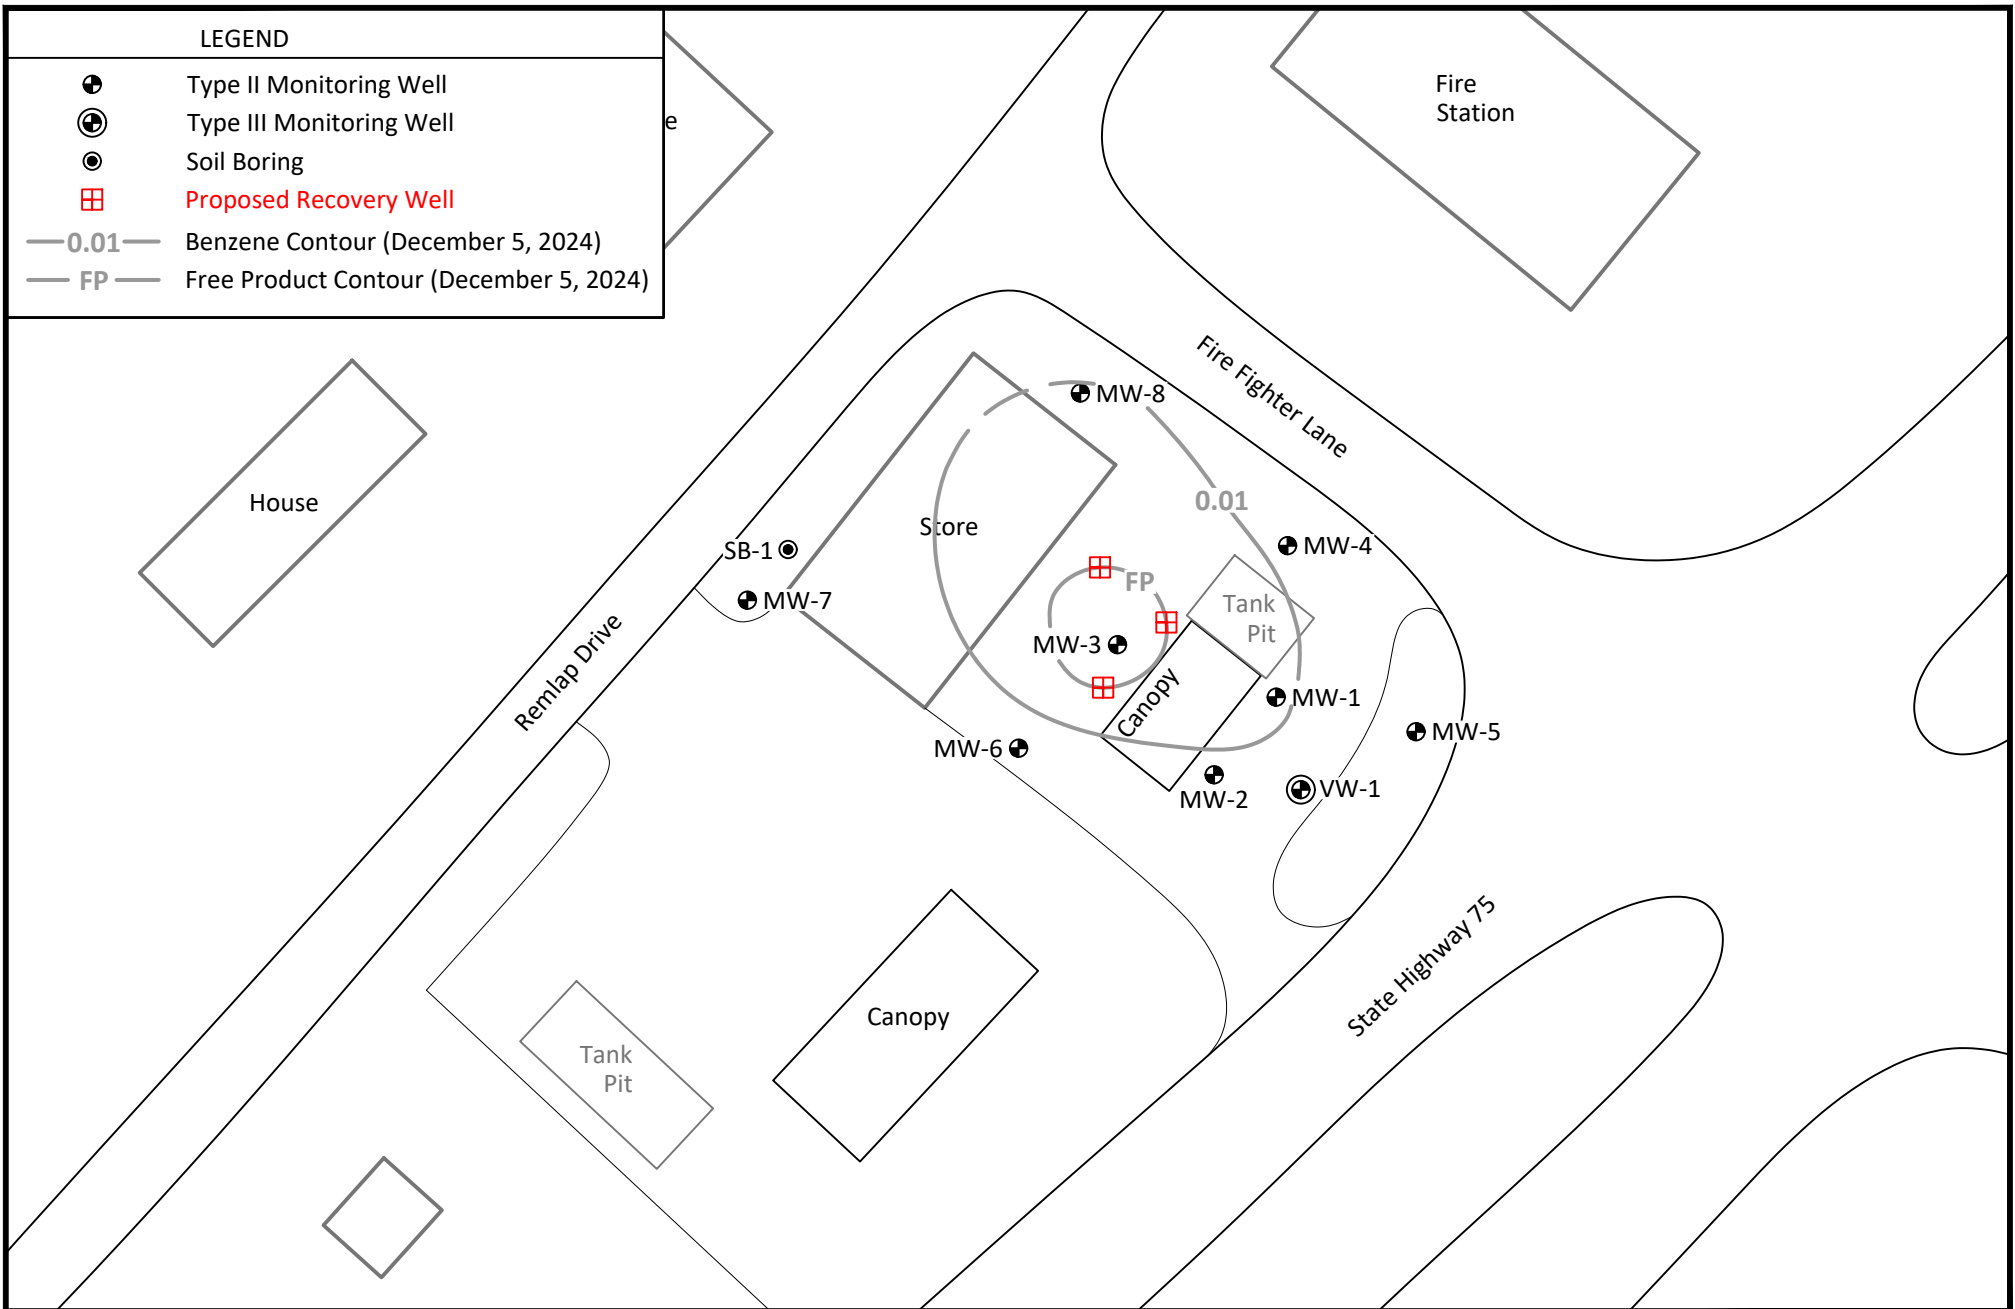 LEGEND
Type II Monitoring Well
Type III Monitoring Well
Soil Boring
Proposed Recovery Well
0.01
Benzene Contour (December 5, 2024)
FP
Free Product Contour (December 5, 2024)
e
Fire
Station
Fire Fighter Lane
MW-8
House
Store
0.01
SB-1
MW-4
MW-7
FP
Tank
Pit
MW-3
Remlap Drive
Canopy
MW-1
MW-5
MW-6
MW-2
VW-1
State Highway 75
Canopy
Tank
Pit